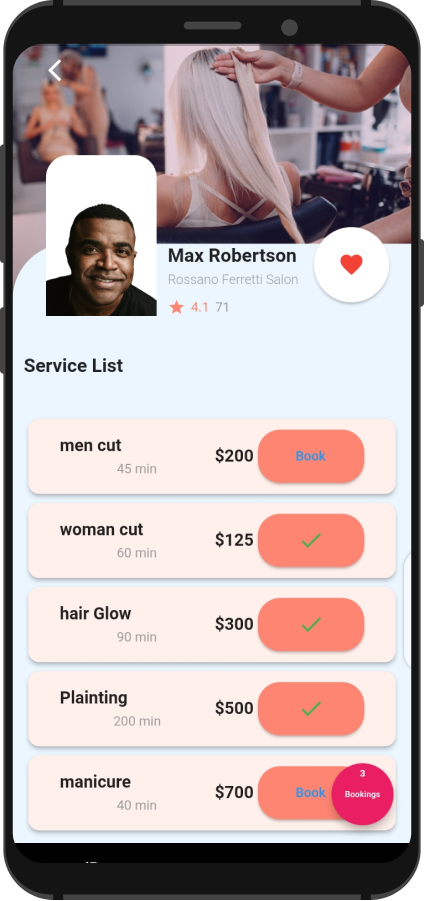 Max Robertson
Rossano Ferretti Salon
4.1 71
Service List
men cut
45 min
$200
Book
woman cut
60 min
$125
hair Glow
90 min
$300
Plainting
200 min
$500
manicure
40 min
$700
Book
3
Bookings